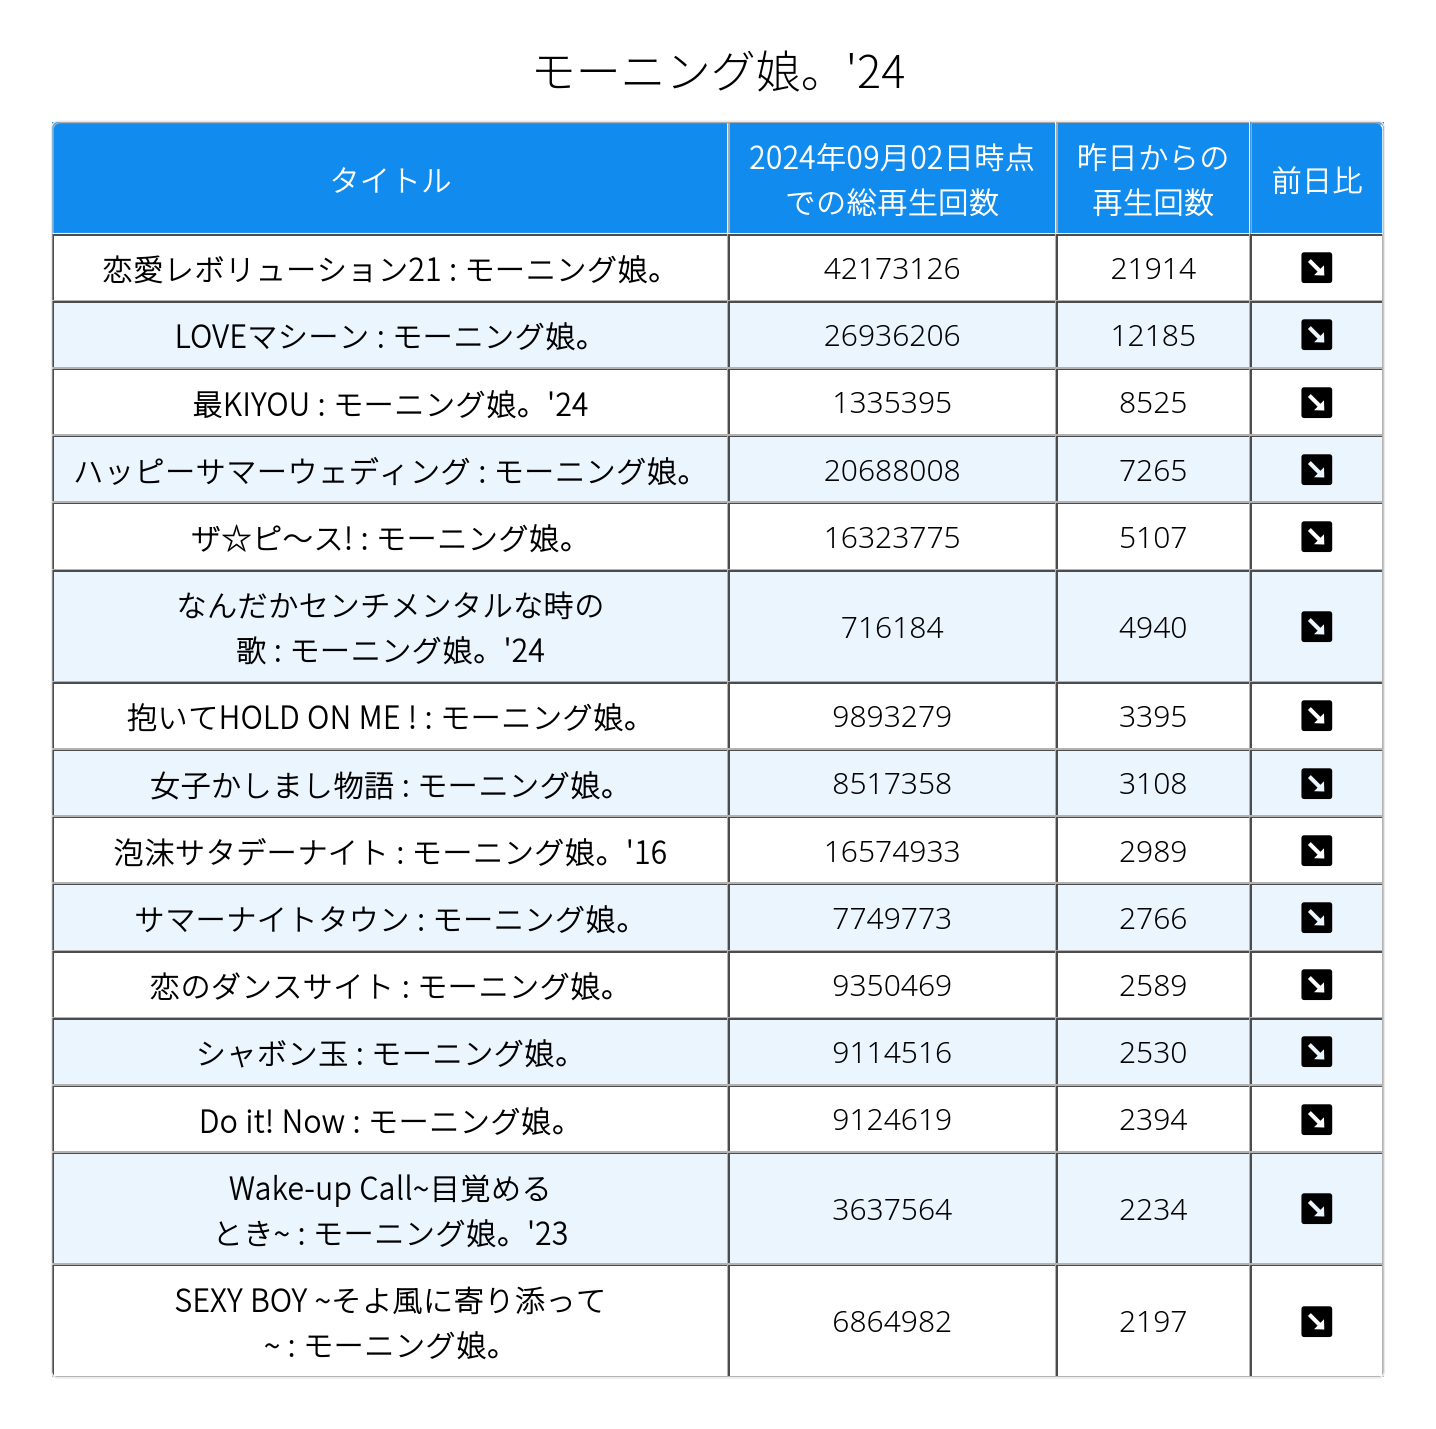 モーニング娘。'24
タイトル
2024年09月02日時点
での総再生回数
昨日からの
再生回数
前日比
恋愛レボリューション21 : モーニング娘。 42173126 21914
LOVEマシーン : モーニング娘。 26936206 12185
最KIYOU : モーニング娘。'24 1335395 8525
ハッピーサマーウェディング : モーニング娘。 20688008 7265
ザ☆ピ〜ス! : モーニング娘。 16323775 5107
なんだかセンチメンタルな時の
歌 : モーニング娘。'24 716184 4940
抱いてHOLD ON ME ! : モーニング娘。 9893279 3395
女子かしまし物語 : モーニング娘。 8517358 3108
泡沫サタデーナイト : モーニング娘。'16 16574933 2989
サマーナイトタウン : モーニング娘。 7749773 2766
恋のダンスサイト : モーニング娘。 9350469 2589
シャボン玉 : モーニング娘。 9114516 2530
Do it! Now : モーニング娘。 9124619 2394
Wake-up Call~目覚める
とき~ : モーニング娘。'23 3637564 2234
SEXY BOY ~そよ風に寄り添って
~ : モーニング娘。 6864982 2197